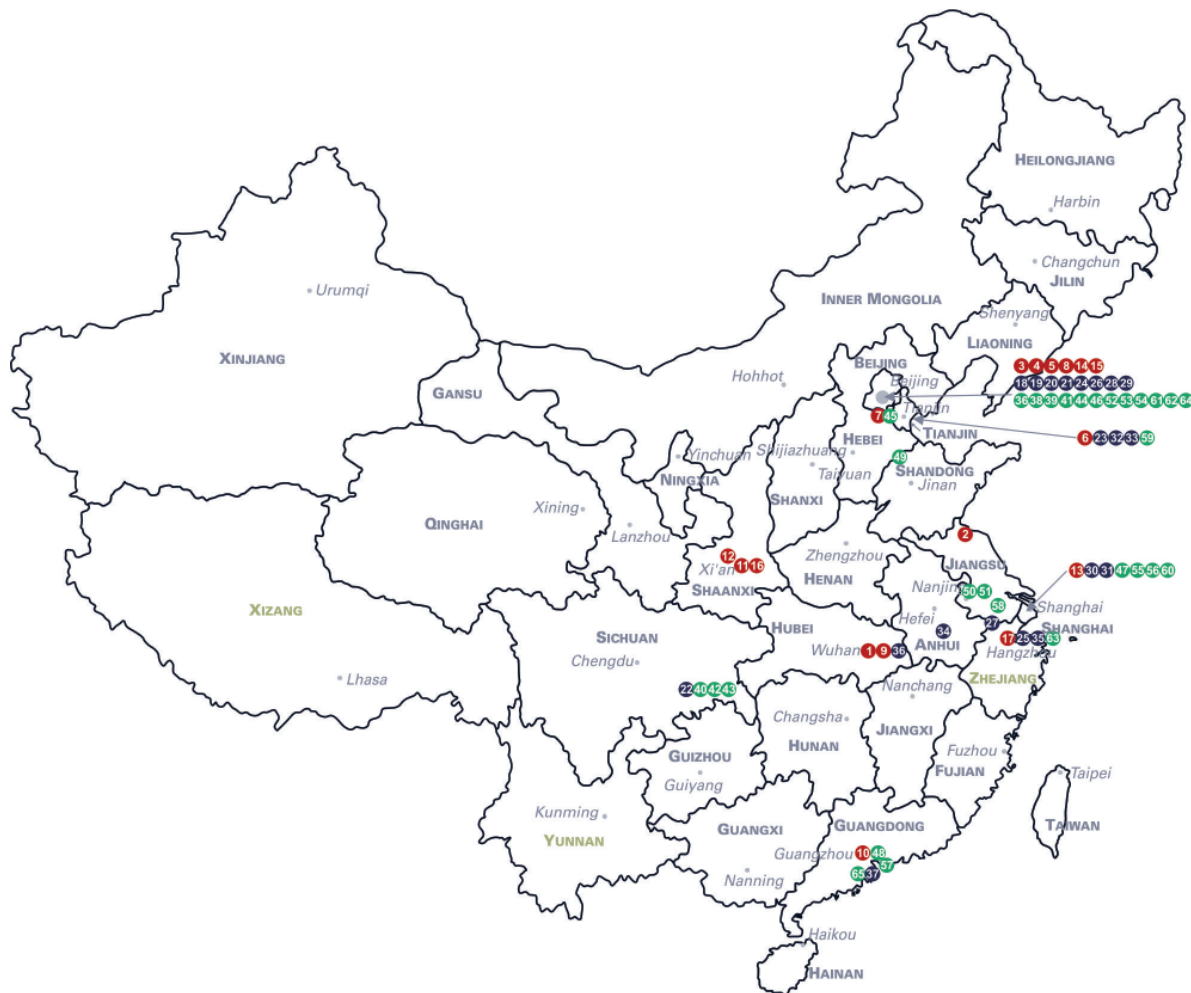 HEILONGJIANG
Harbin
Changchun
JILIN
Urumqi
INNER MONGOLIA
Shenyang
LIAONING
XINJIANG
BEIJING
3 4 5 8 14 15
Hohhot
Beijing
18 19 20 21 24 26 28 29
GANSU
36 38 39 41 44 46 52 53 54 61 62 64
7 45
Tianjin
TIANJIN
6 23 32 33 59
HEBEI
Yinchuan
Shijiazhuang
49
NINGXIA
Taiyuan
SHANDONG
Jinan
SHANXI
Xining
QINGHAI
Lanzhou
2
12
Zhengzhou
Xi'an
11 16
JIANGSU
13 30 31 47 55 56 60
HENAN
SHAANXI
Nanjing
50 51
XIZANG
58
Shanghai
Hefei
27
SHANGHAI
HUBEI
34
SICHUAN
17 25 35 63
ANHUI
Wuhan
1 9 36
Hangzhou
Chengdu
ZHEJIANG
Lhasa
22 40 42 43
Nanchang
Changsha
JIANGXI
HUNAN
GUIZHOU
Fuzhou
FUJIAN
Guiyang
Taipei
Kunming
GUANGXI
GUANGDONG
TAIWAN
YUNNAN
Guangzhou
10 48
57
Nanning
65 37
Haikou
HAINAN